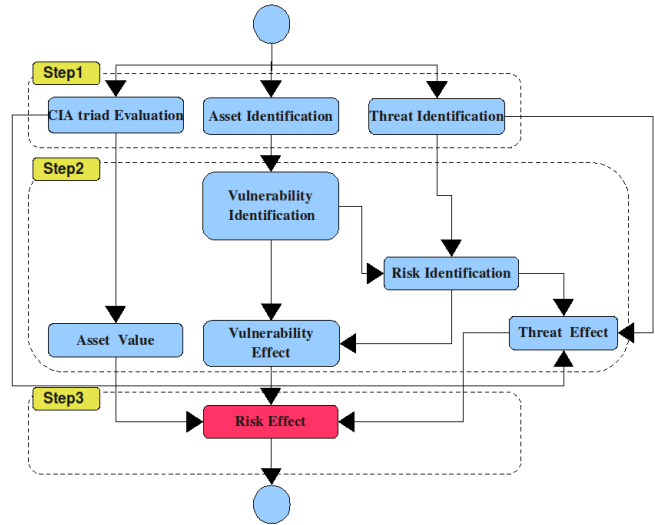 Step1
CIA triad Evaluation
Asset Identification
Threat Identification
Step2
Vulnerability
Identification
Risk Identification
Asset Value
Vulnerability
Effect
Threat Effect
Step3
Risk Effect